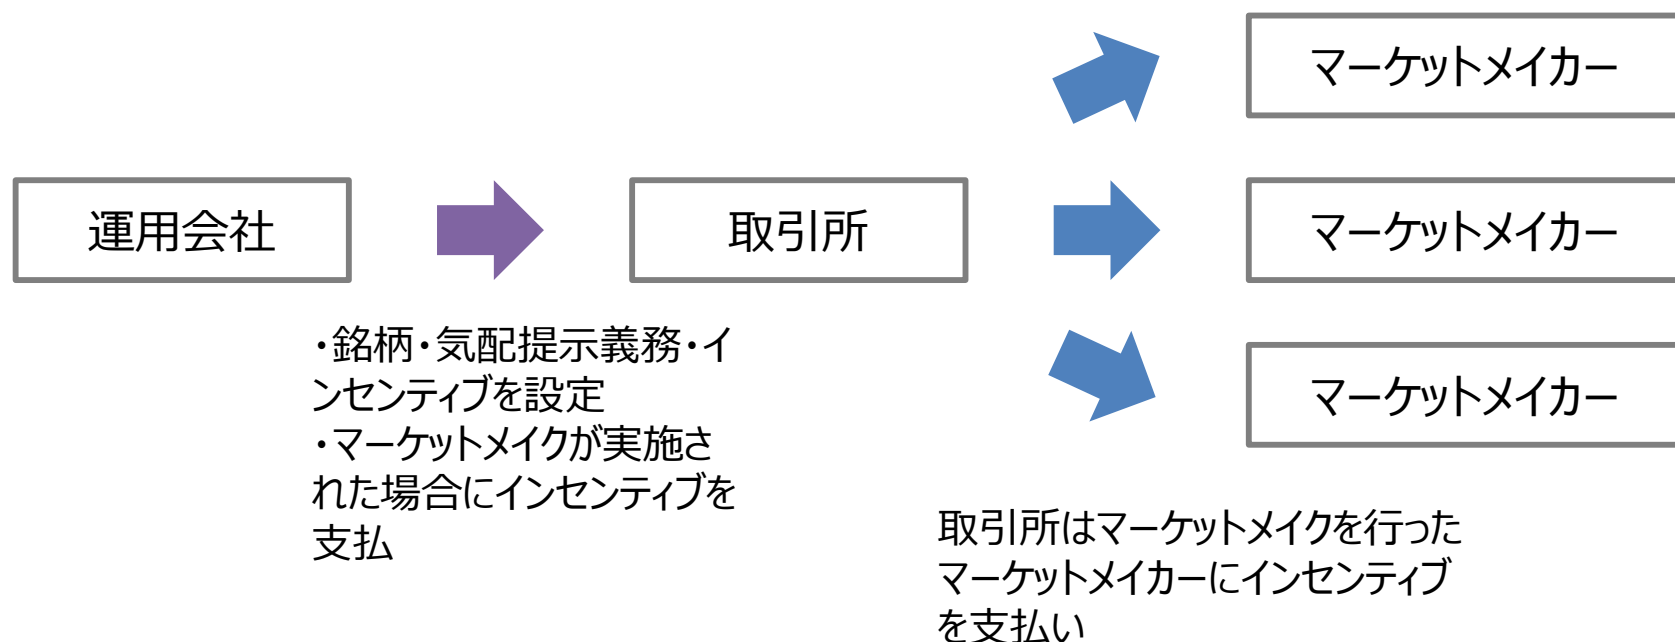 マーケットメイカー
運用会社
取引所
マーケットメイカー
マーケットメイカー
・銘柄・気配提示義務・イ
ンセンティブを設定
・マーケットメイクが実施さ
れた場合にインセンティブを
支払
取引所はマーケットメイクを行った
マーケットメイカーにインセンティブ
を支払い